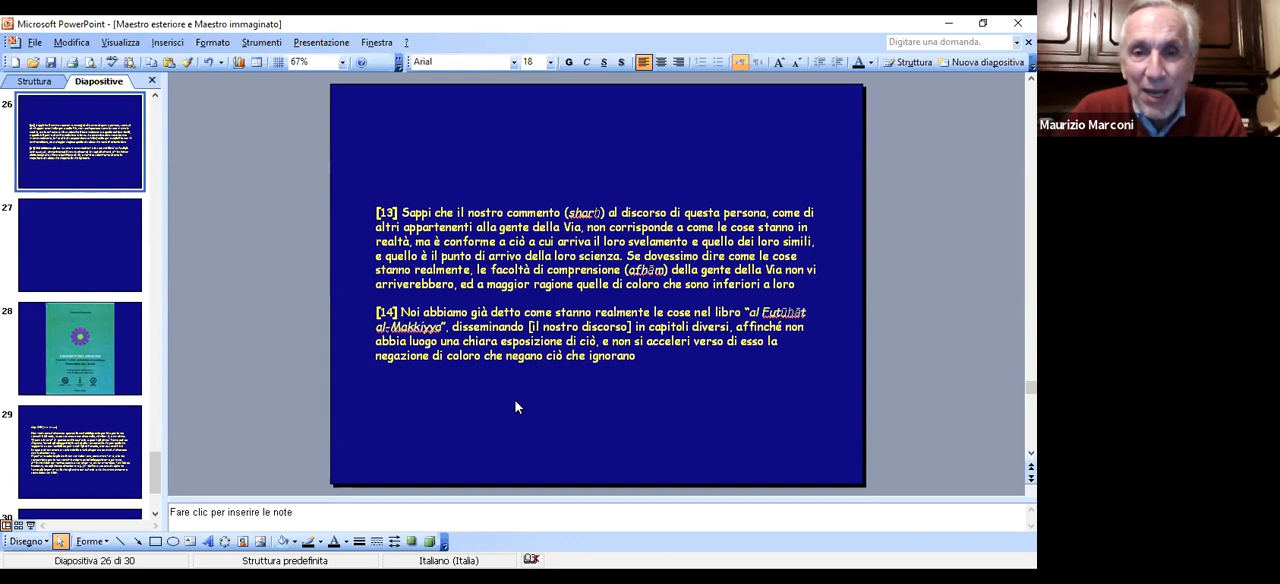 Microsoft PowerPoint - [Maestro esteriore e Maestro immaginato]
File Modifica Visualizza Inserisci Formato Strumenti Presentazione Finestra ?
Digitare una domanda.
67%
Arial
18
G C S S
Struttura
Nuova diapositiva
Struttura
Diapositive
26
27
28
29
[13] Sappi che il nostro commento (sharḥ) al discorso di questa persona, come di
altri appartenenti alla gente della Via, non corrisponde a come le cose stanno in
realtà, ma è conforme a ciò a cui arriva il loro svelamento e quello dei loro simili,
e quello è il punto di arrivo della loro scienza. Se dovessimo dire come le cose
stanno realmente, le facoltà di comprensione (afhām) della gente della Via non vi
arriverebbero, ed a maggior ragione quelle di coloro che sono inferiori a loro
[14] Noi abbiamo già detto come stanno realmente le cose nel libro “al Futūḥāt
al-Makkiyya”, disseminando [il nostro discorso] in capitoli diversi, affinché non
abbia luogo una chiara esposizione di ciò, e non si acceleri verso di esso la
negazione di coloro che negano ciò che ignorano
Fare clic per inserire le note
Disegno
Forme
Diapositiva 26 di 30
Struttura predefinita
Italiano (Italia)
Maurizio Marconi